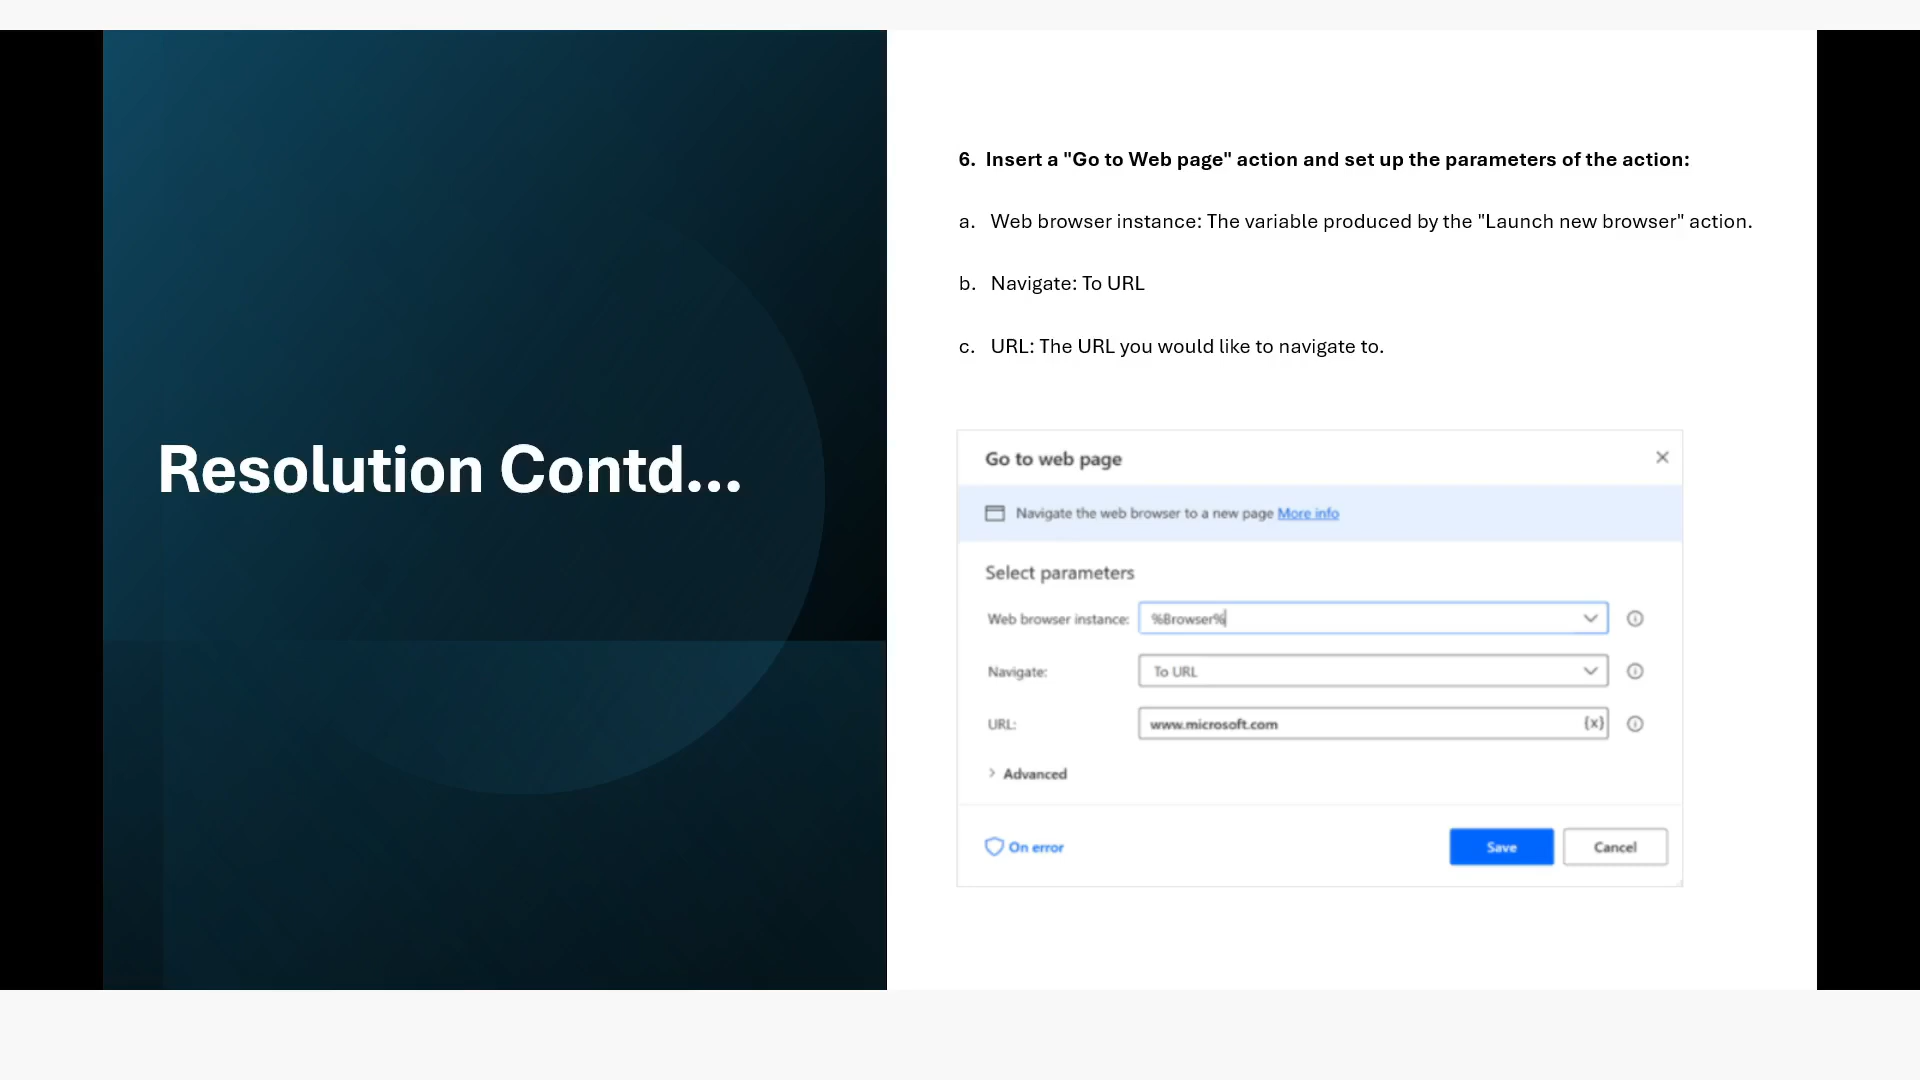 Resolution Contd...
6. Insert a "Go to Web page" action and set up the parameters of the action:
a. Web browser instance: The variable produced by the "Launch new browser" action.
b. Navigate: To URL
c. URL: The URL you would like to navigate to.
Go to web page
Navigate the web browser to a new page More info
Select parameters
Web browser instance: %Browser%
Navigate: To URL
URL: www.microsoft.com {x}
Advanced
On error Save Cancel